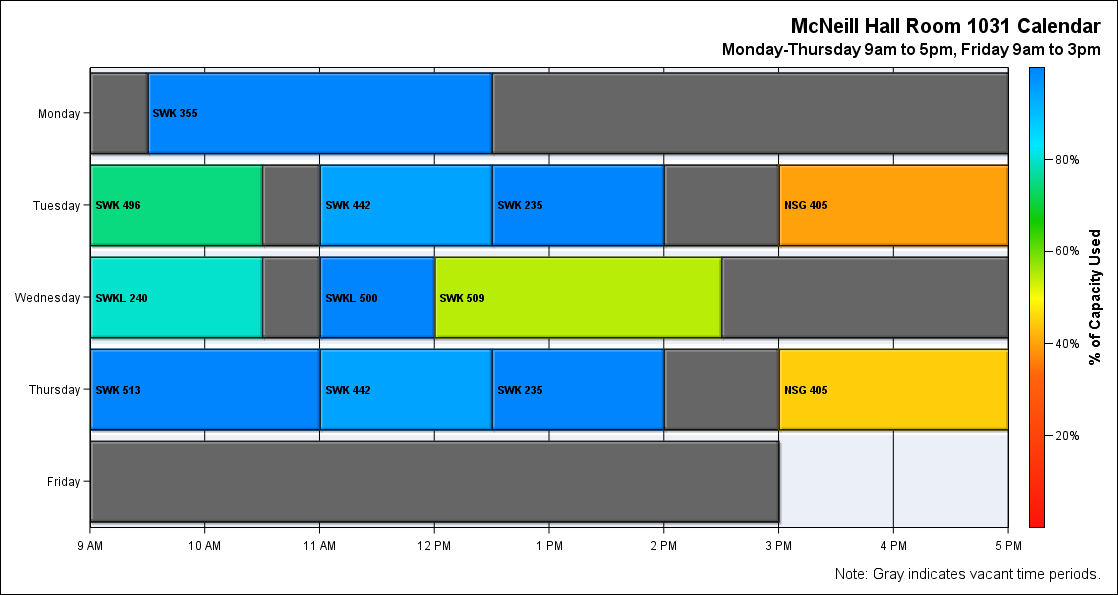 McNeill Hall Room 1031 Calendar
Monday-Thursday 9am to 5pm, Friday 9am to 3pm
Monday
SWK 355
Tuesday
SWK 496
SWK 442
SWK 235
NSG 405
Wednesday
SWKL 240
SWKL 500
SWK 509
Thursday
SWK 513
SWK 442
SWK 235
NSG 405
Friday
9 AM
10 AM
11 AM
12 PM
1 PM
2 PM
3 PM
4 PM
5 PM
80%
60%
40%
20%
% of Capacity Used
Note: Gray indicates vacant time periods.